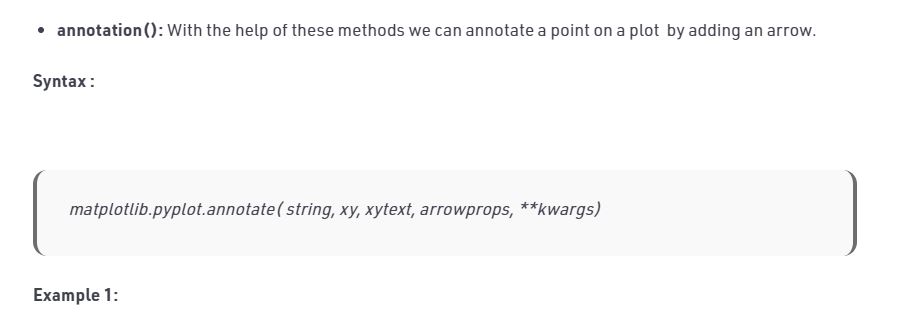 • annotation(): With the help of these methods we can annotate a point on a plot  by adding an arrow.
Syntax :
matplotlib.pyplot.annotate( string, xy, xytext, arrowprops, **kwargs)
Example 1: